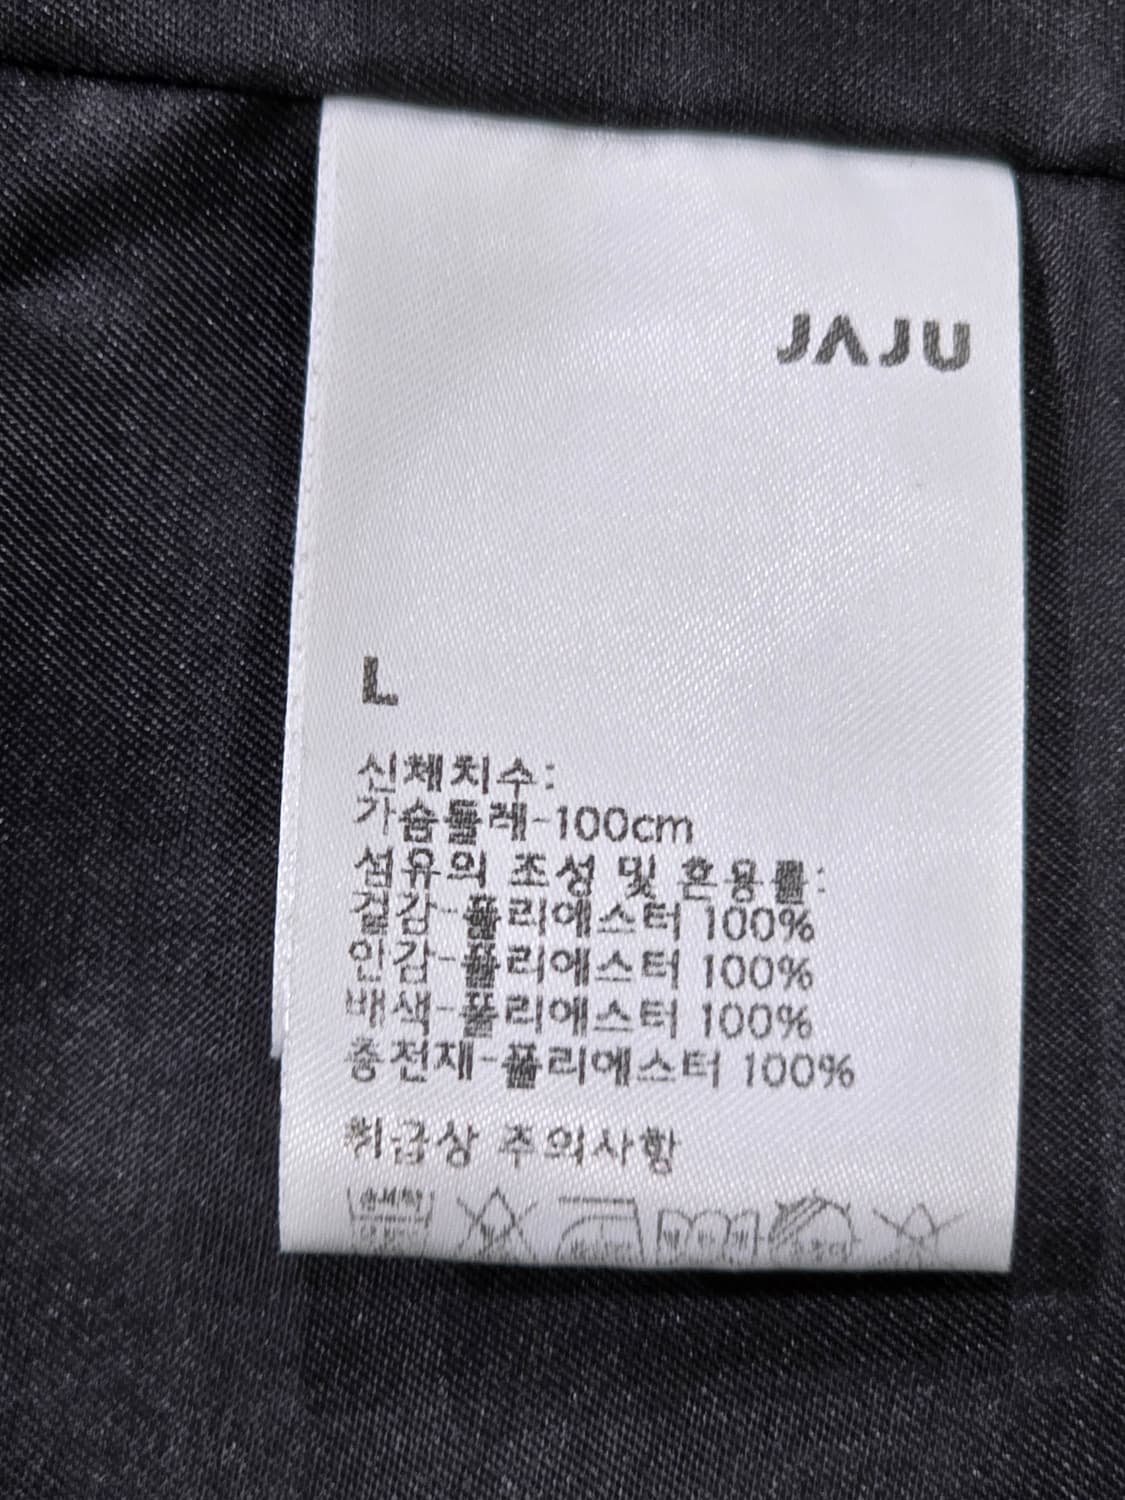 JAJU
L
신체치수:
가슴둘레-100cm
섬유의 조성 및 혼용률:
겉감-폴리에스터 100%
안감-폴리에스터 100%
배색-폴리에스터 100%
충전재-폴리에스터 100%
취급상 주의사항
손세탁